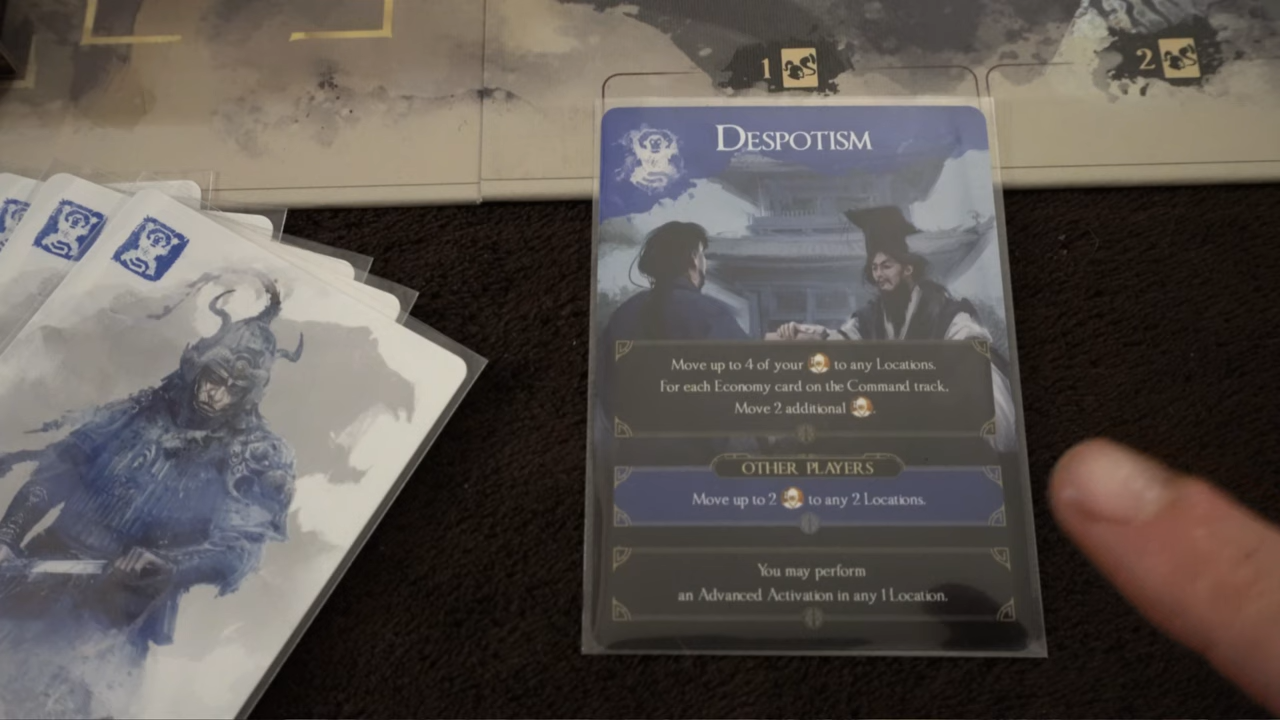 1
2
Despotism
Move up to 4 of your to any Locations.
For each Economy card on the Command track,
Move 2 additional .
OTHER PLAYERS
Move up to 2 to any 2 Locations.
You may perform
an Advanced Activation in any 1 Location.